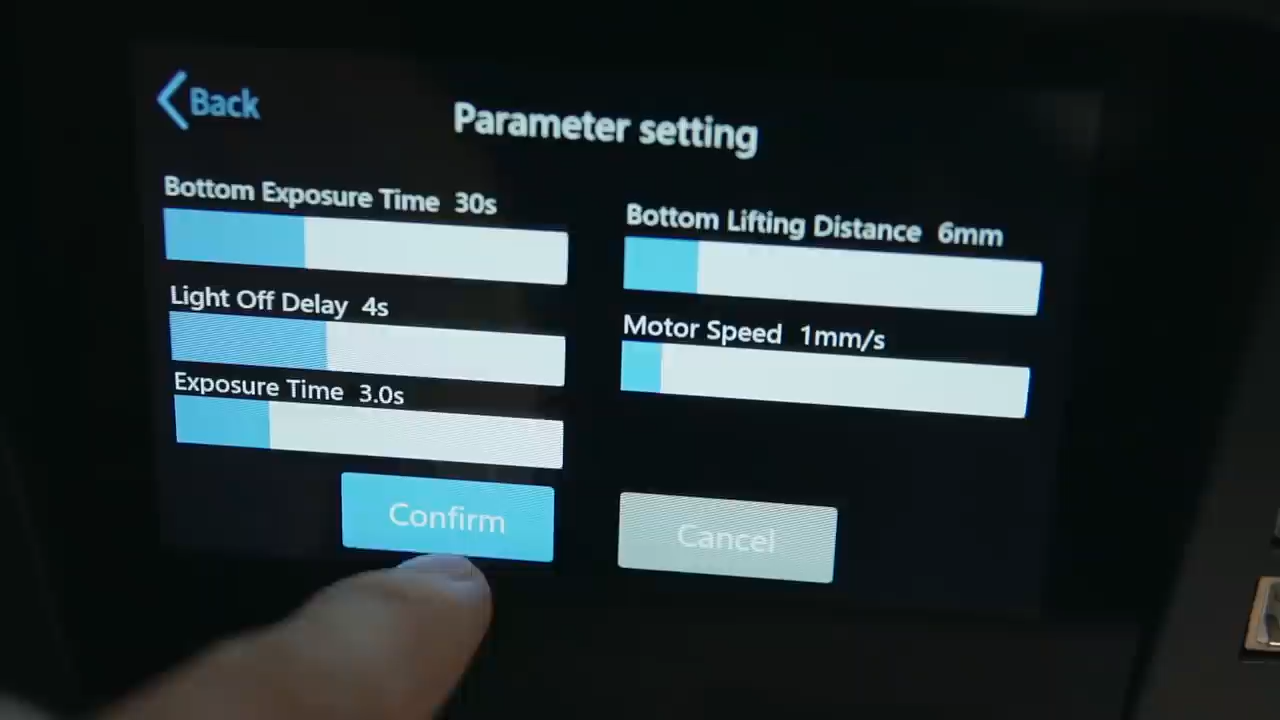 Back
Parameter setting
Bottom Exposure Time 30s
Bottom Lifting Distance 6mm
Light Off Delay 4s
Motor Speed 1mm/s
Exposure Time 3.0s
Confirm
Cancel